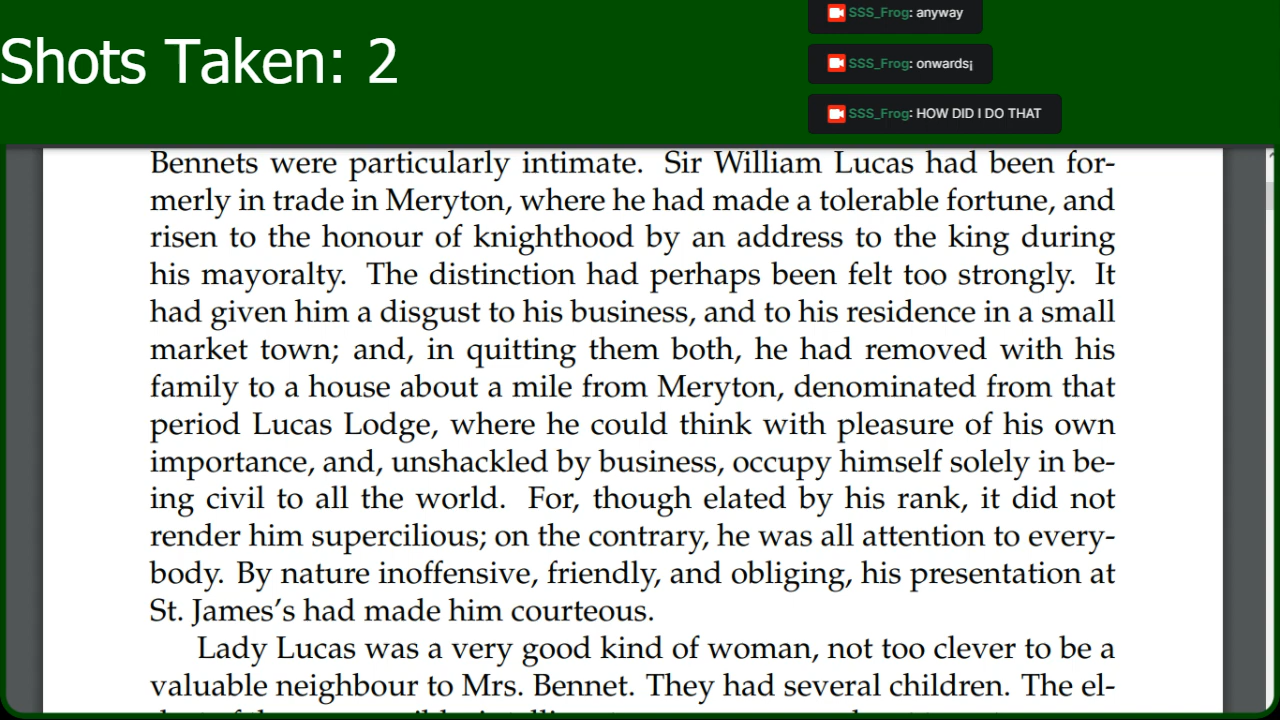 Shots Taken: 2
SSS_Frog: anyway
SSS_Frog: onwards¡
SSS_Frog: HOW DID I DO THAT
Bennets were particularly intimate. Sir William Lucas had been for-
merly in trade in Meryton, where he had made a tolerable fortune, and
risen to the honour of knighthood by an address to the king during
his mayoralty. The distinction had perhaps been felt too strongly. It
had given him a disgust to his business, and to his residence in a small
market town; and, in quitting them both, he had removed with his
family to a house about a mile from Meryton, denominated from that
period Lucas Lodge, where he could think with pleasure of his own
importance, and, unshackled by business, occupy himself solely in be-
ing civil to all the world. For, though elated by his rank, it did not
render him supercilious; on the contrary, he was all attention to every-
body. By nature inoffensive, friendly, and obliging, his presentation at
St. James's had made him courteous.
Lady Lucas was a very good kind of woman, not too clever to be a
valuable neighbour to Mrs. Bennet. They had several children. The el-